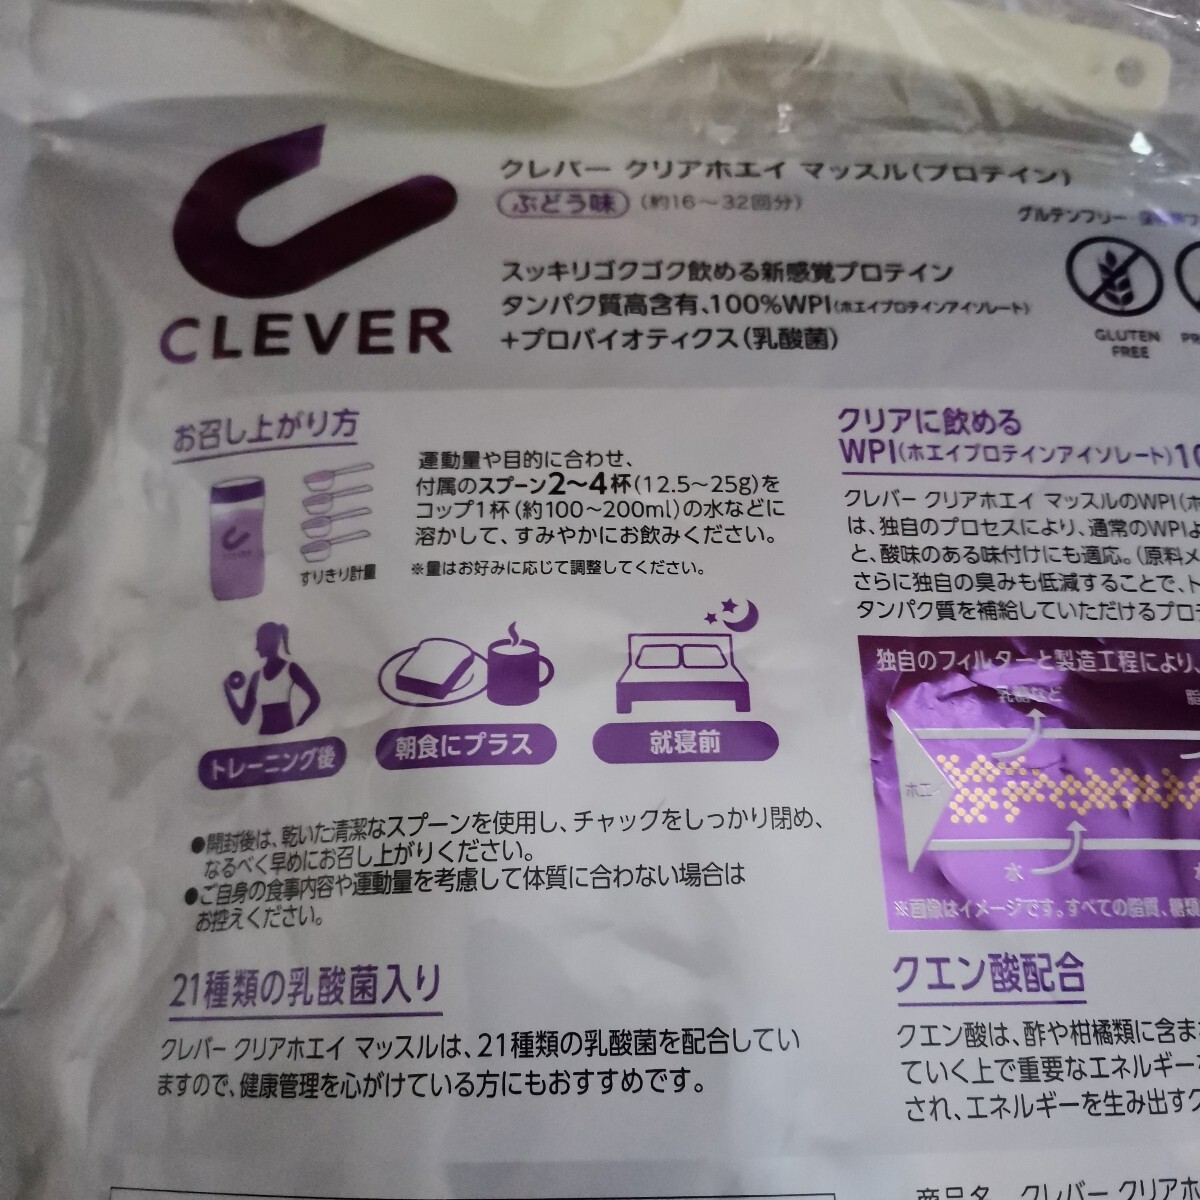 クレバー クリアホエイ マッスル(プロテイン)
ぶどう味 (約16～32回分)
グルテンフリー
スッキリゴクゴク飲める新感覚プロテイン
タンパク質高含有、100%WPI(ホエイプロテインアイソレート)
+プロバイオティクス(乳酸菌)
CLEVER
GLUTEN
FREE
お召し上がり方
運動量や目的に合わせ、
付属のスプーン2～4杯(12.5～25g)を
コップ1杯(約100～200ml)の水などに
溶かして、すみやかにお飲みください。
※量はお好みに応じて調整してください。
すりきり計量
トレーニング後
朝食にプラス
就寝前
●開封後は、乾いた清潔なスプーンを使用し、チャックをしっかり閉め、
なるべく早めにお召し上がりください。
●ご自身の食事内容や運動量を考慮して体質に合わない場合は
お控えください。
21種類の乳酸菌入り
クレバー クリアホエイ マッスルは、21種類の乳酸菌を配合してい
ますので、健康管理を心がけている方にもおすすめです。
クリアに飲める
WPI(ホエイプロテインアイソレート)10
クレバー クリアホエイ マッスルのWPI(ホ
は、独自のプロセスにより、通常のWPIよ
と、酸味のある味付けにも適応。(原料メ
さらに独自の臭みも低減することで、ト
タンパク質を補給していただけるプロテ
独自のフィルターと製造工程により、
乳糖など
脂
ホエイ
水
※画像はイメージです。すべての脂質、糖類
クエン酸配合
クエン酸は、酢や柑橘類に含ま
ていく上で重要なエネルギー
され、エネルギーを生み出すク
商品名 クレバー クリアホ